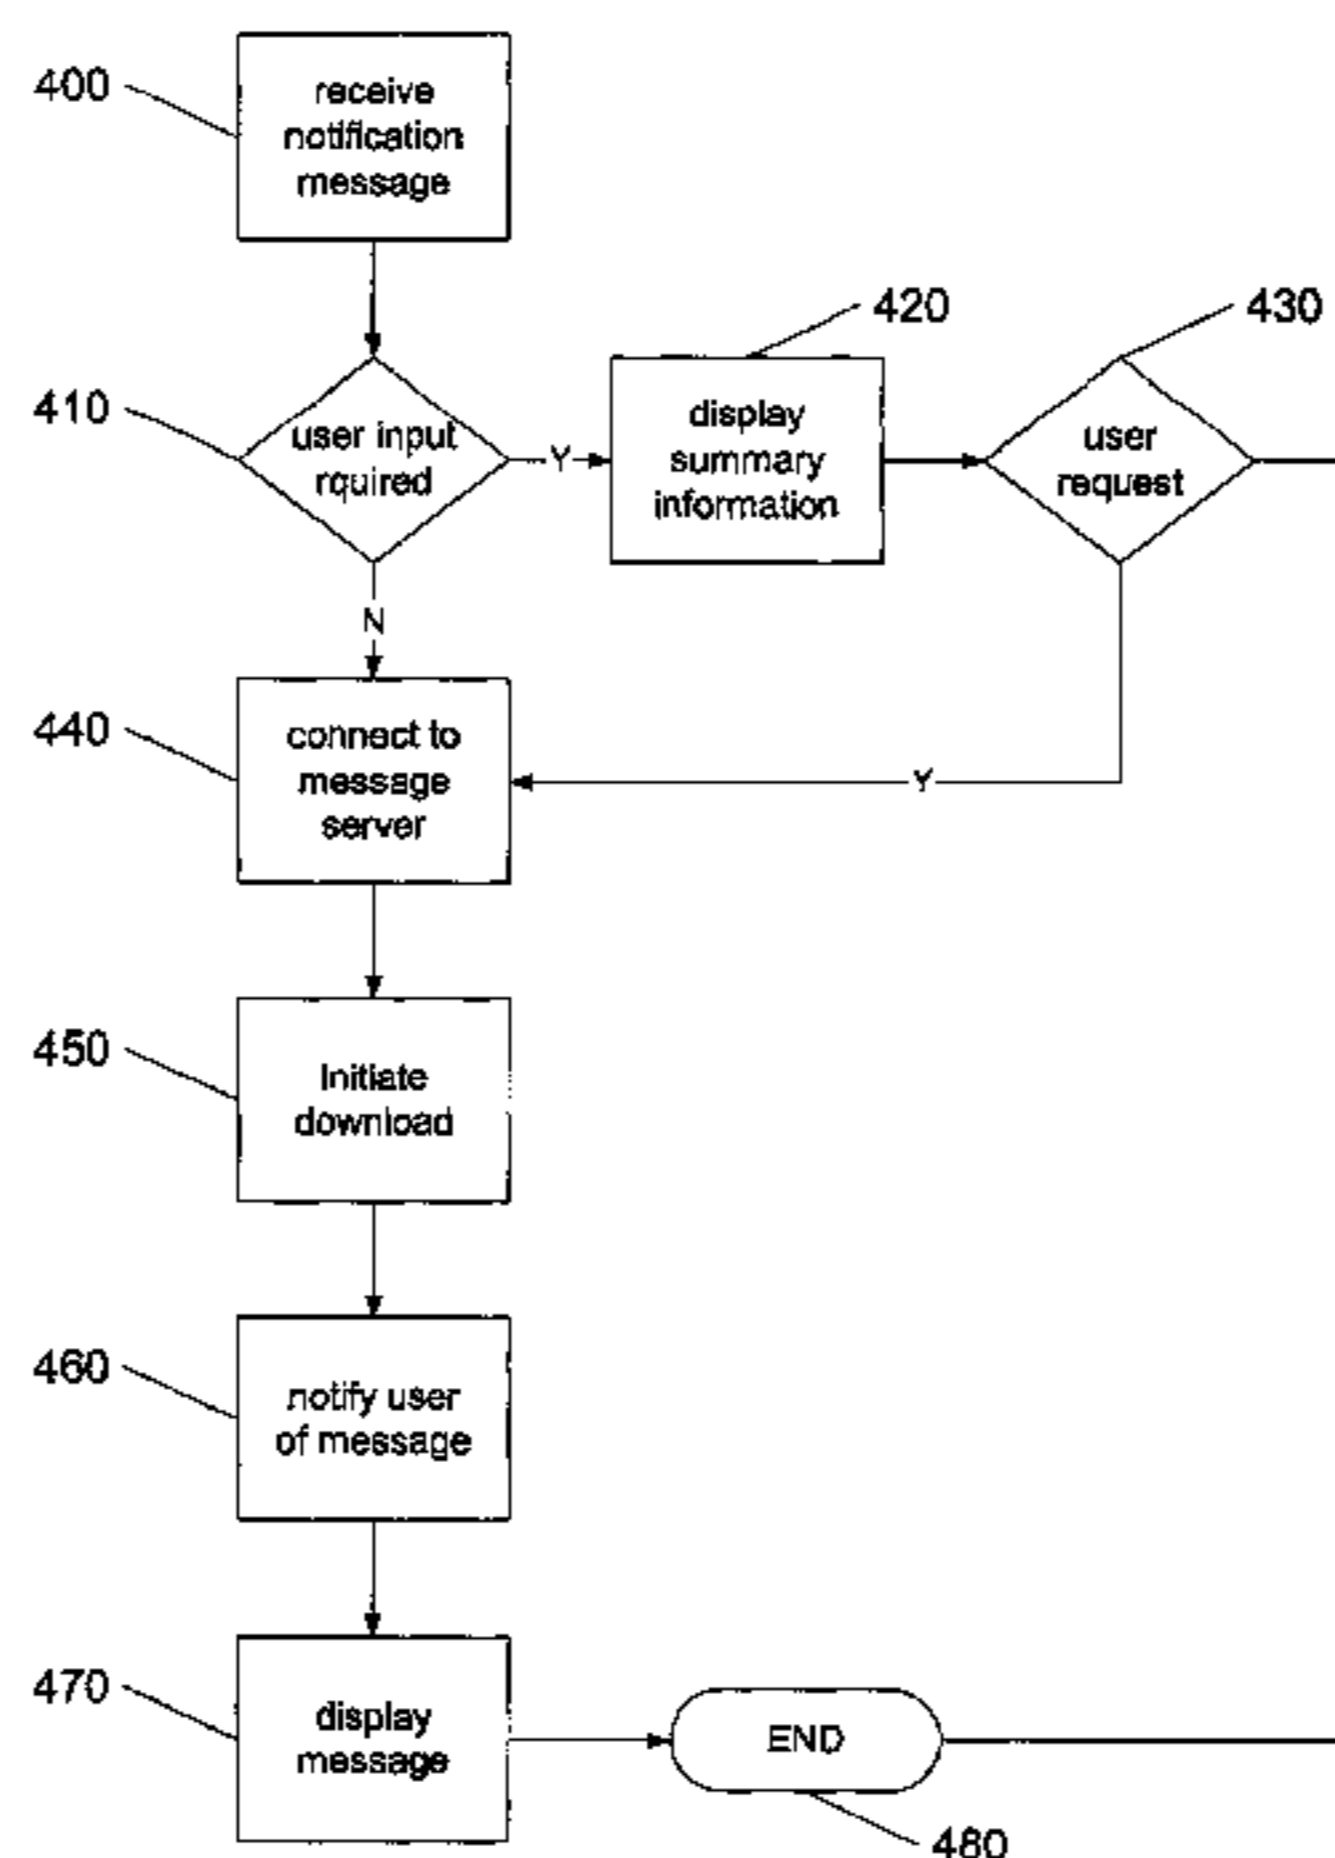 400
receive
notification
message
420
430
410
user input
rquired
Y
display
summary
information
user
request
N
440
connect to
message
server
Y
450
Initiate
download
460
notify user
of message
470
display
message
END
480